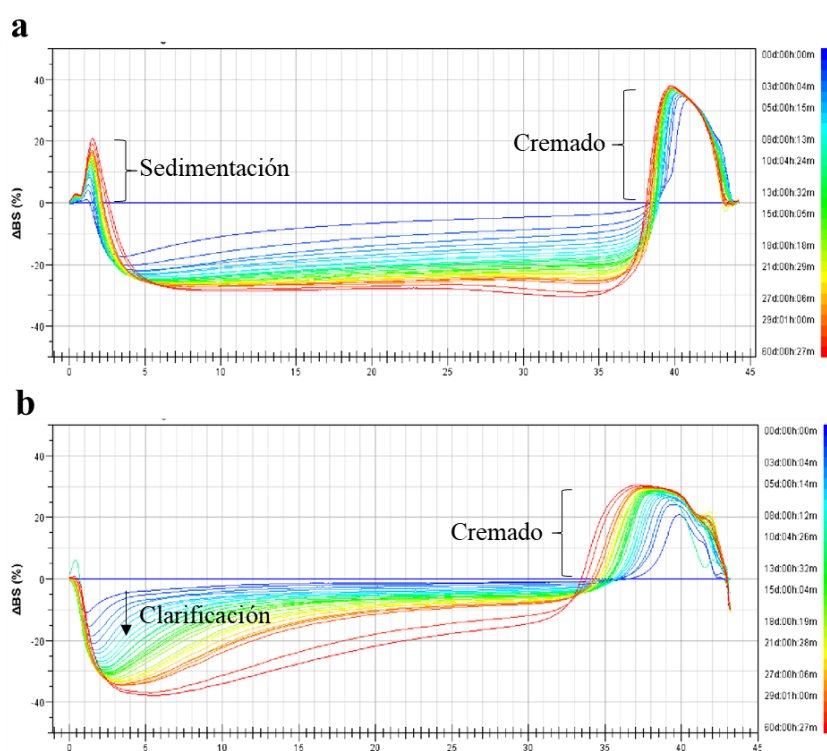 a
ΔBS (%)
40
20
0
-20
-40
Sedimentación
Cremado
0 5 10 15 20 25 30 35 40 45
00d:00h:00m
03d:00h:04m
05d:00h:15m
08d:00h:13m
10d:04h:24m
13d:00h:32m
15d:00h:05m
18d:00h:18m
21d:00h:29m
27d:00h:06m
29d:01h:00m
60d:00h:27m
b
ΔBS (%)
40
20
0
-20
-40
Cremado
Clarificación
0 5 10 15 20 25 30 35 40 45
00d:00h:00m
03d:00h:04m
05d:00h:14m
08d:00h:12m
10d:04h:26m
13d:00h:32m
15d:00h:04m
18d:00h:19m
21d:00h:28m
27d:00h:06m
29d:01h:00m
60d:00h:27m